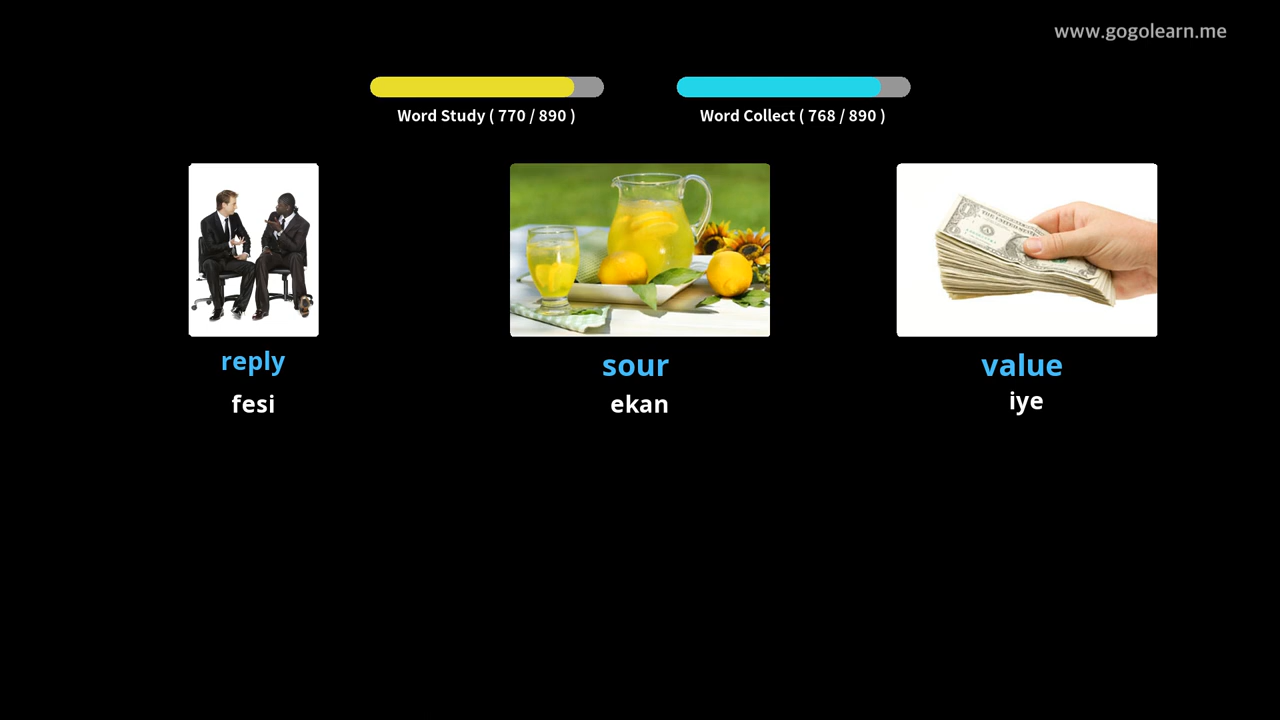 www.gogolearn.me
Word Study ( 770 / 890 )
Word Collect ( 768 / 890 )
reply
fesi
sour
ekan
value
iye